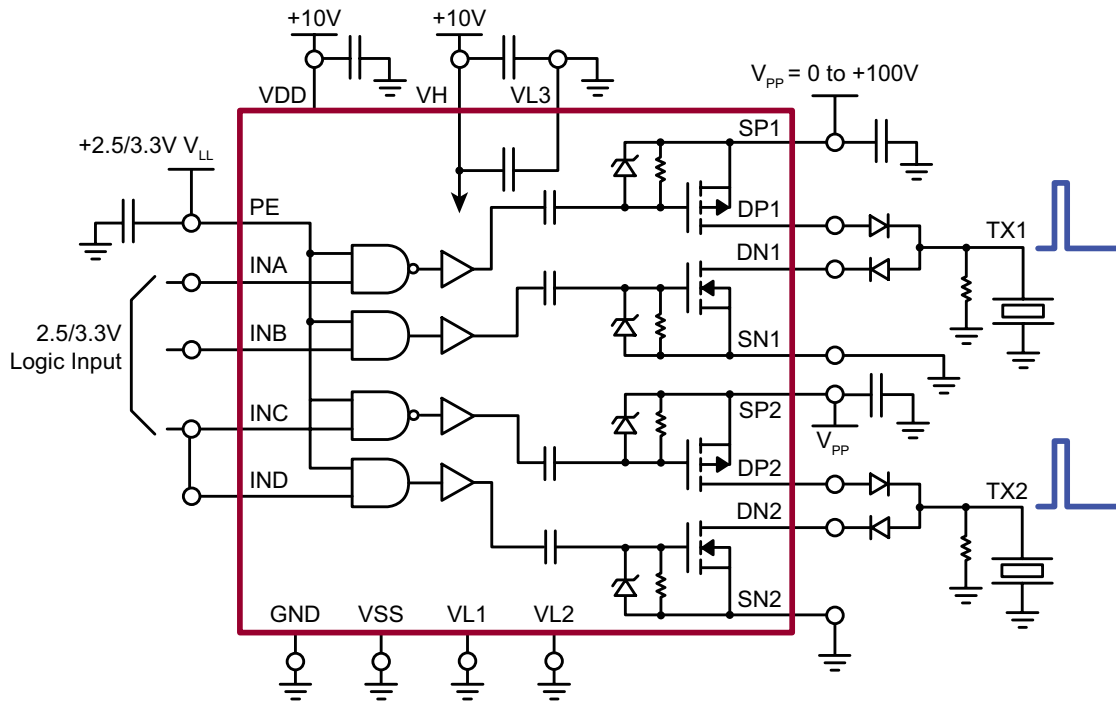 +10V
+10V
VDD
VH
VL3
V_PP = 0 to +100V
+2.5/3.3V V_LL
SP1
PE
DP1
TX1
INA
DN1
2.5/3.3V
Logic Input
INB
SN1
INC
SP2
V_PP
IND
DP2
TX2
DN2
SN2
GND
VSS
VL1
VL2